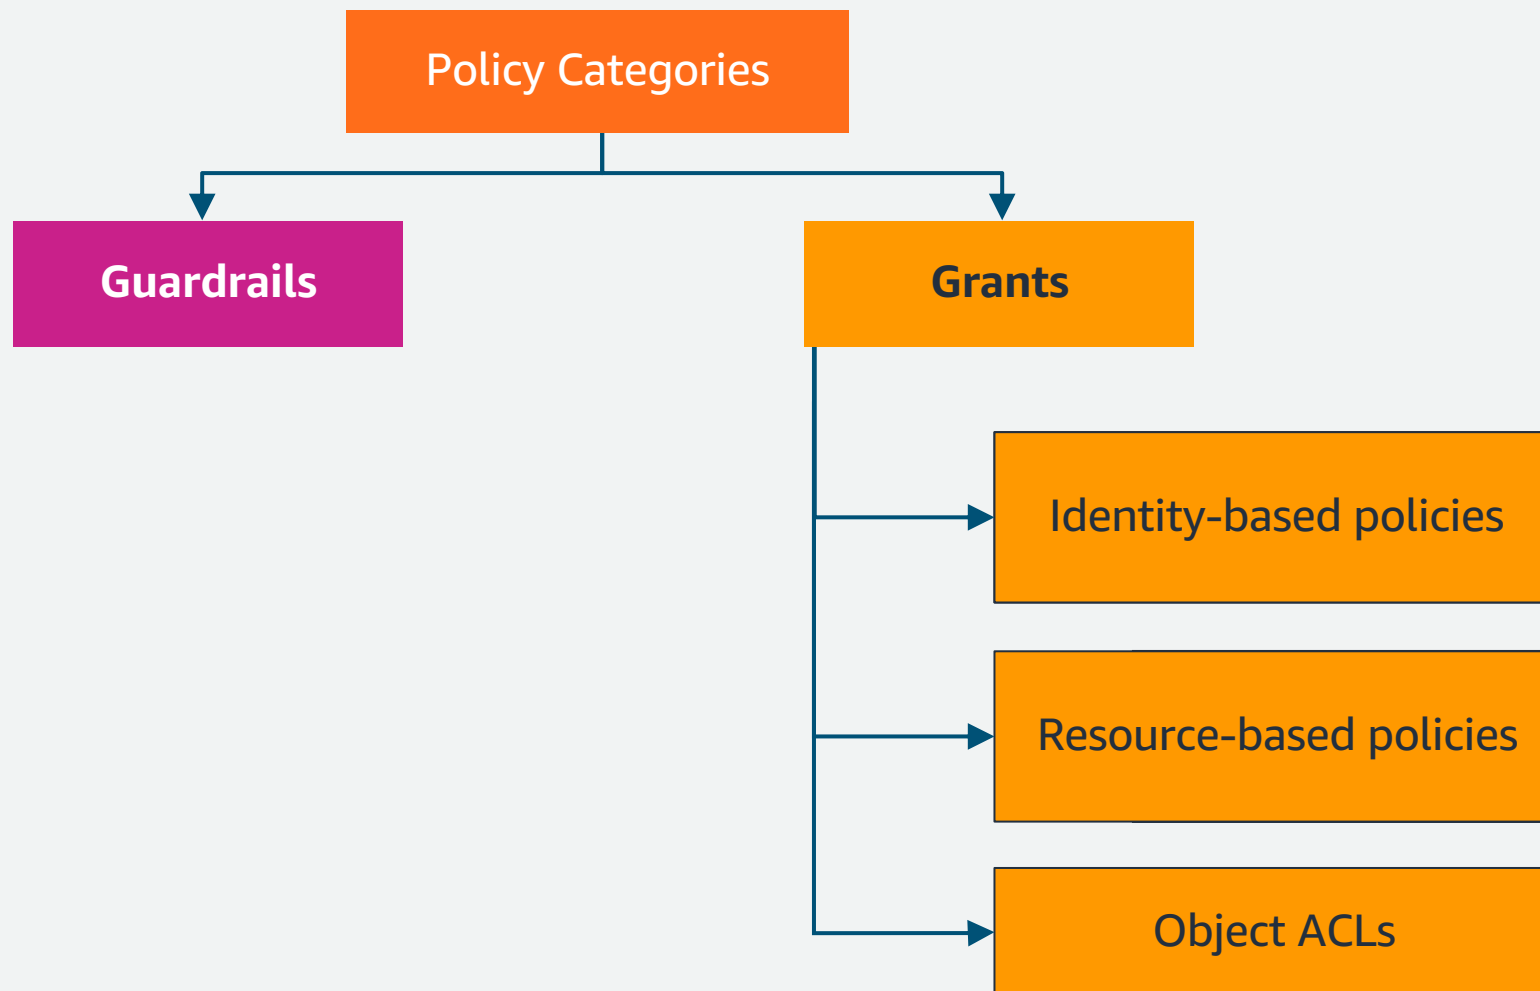 Policy Categories
Guardrails
Grants
Identity-based policies
Resource-based policies
Object ACLs